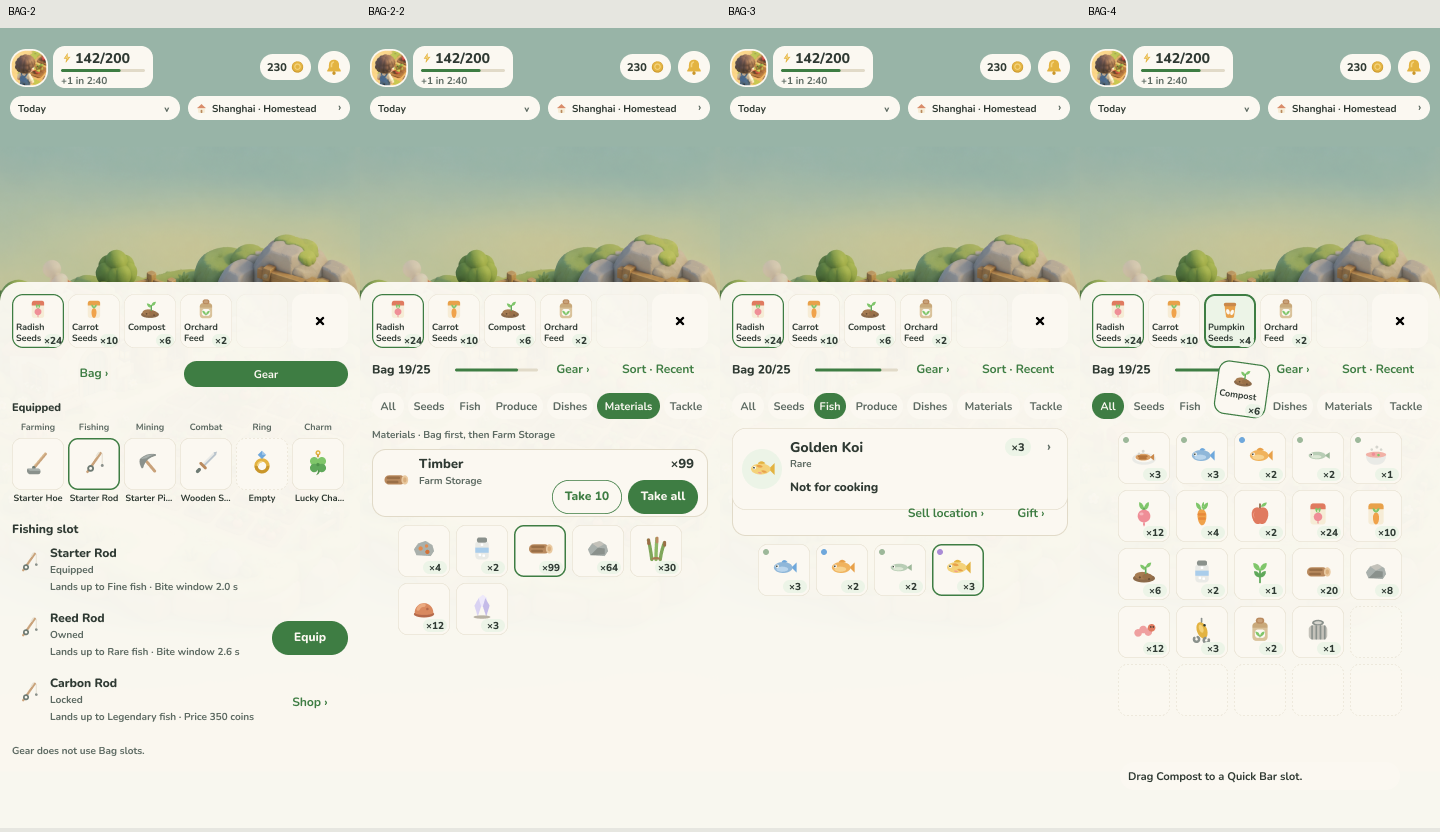 BAG-2
142/200
+1 in 2:40
230
Today
Shanghai · Homestead ›
Radish Seeds ×24
Carrot Seeds ×10
Compost ×6
Orchard Feed ×2
Bag ›
Gear
Equipped
Farming
Fishing
Mining
Combat
Ring
Charm
Starter Hoe
Starter Rod
Starter Pi...
Wooden S...
Empty
Lucky Cha...
Fishing slot
Starter Rod
Equipped
Lands up to Fine fish · Bite window 2.0 s
Reed Rod
Owned
Lands up to Rare fish · Bite window 2.6 s
Equip
Carbon Rod
Locked
Lands up to Legendary fish · Price 350 coins
Shop ›
Gear does not use Bag slots.
BAG-2-2
142/200
+1 in 2:40
230
Today
Shanghai · Homestead ›
Radish Seeds ×24
Carrot Seeds ×10
Compost ×6
Orchard Feed ×2
Bag 19/25
Gear ›
Sort · Recent
All
Seeds
Fish
Produce
Dishes
Materials
Tackle
Materials · Bag first, then Farm Storage
Timber
×99
Farm Storage
Take 10
Take all
×4
×2
×99
×64
×30
×12
×3
BAG-3
142/200
+1 in 2:40
230
Today
Shanghai · Homestead ›
Radish Seeds ×24
Carrot Seeds ×10
Compost ×6
Orchard Feed ×2
Bag 20/25
Gear ›
Sort · Recent
All
Seeds
Fish
Produce
Dishes
Materials
Tackle
Golden Koi
×3 ›
Rare
Not for cooking
Sell location ›
Gift ›
×3
×2
×2
×3
BAG-4
142/200
+1 in 2:40
230
Today
Shanghai · Homestead ›
Radish Seeds ×24
Carrot Seeds ×10
Pumpkin Seeds ×4
Orchard Feed ×2
Bag 19/25
Gear ›
Sort · Recent
Compost
×6
All
Seeds
Fish
Dishes
Materials
Tackle
×3
×3
×2
×2
×1
×12
×4
×2
×24
×10
×6
×2
×1
×20
×8
×12
×3
×2
×1
Drag Compost to a Quick Bar slot.